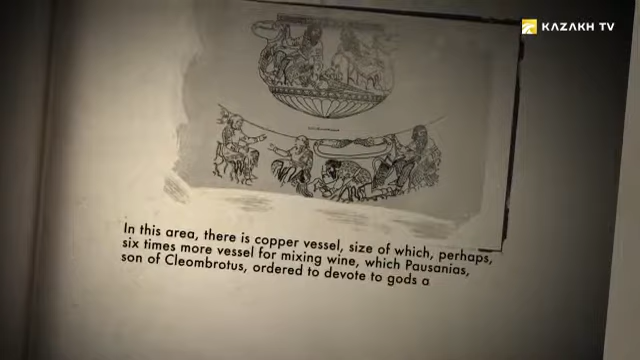 KAZAKH TV
In this area, there is copper vessel, size of which, perhaps,
six times more vessel for mixing wine, which Pausanias,
son of Cleombrotus, ordered to devote to gods a